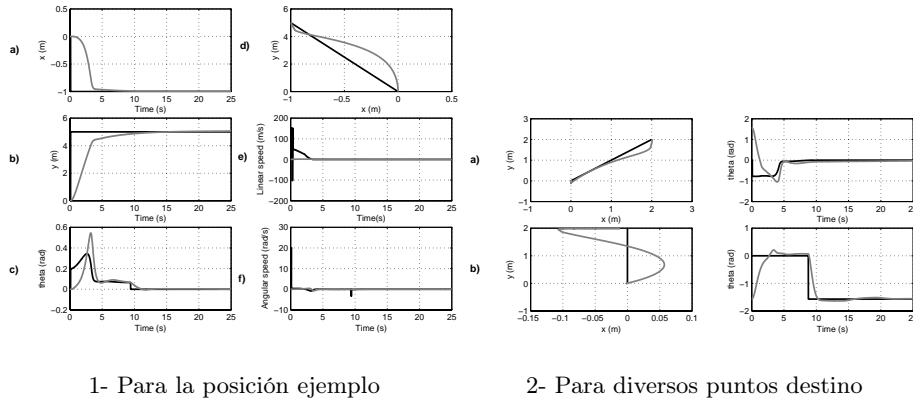 a)
0.5
0
−0.5
−1
x (m)
0 5 10 15 20 25
Time (s)
d)
6
4
2
0
y (m)
−1 −0.5 0 0.5
x (m)
b)
6
4
2
0
y (m)
0 5 10 15 20 25
Time (s)
e)
200
100
0
−100
−200
Linear speed (m/s)
0 5 10 15 20 25
Time(s)
c)
0.6
0.4
0.2
0
−0.2
theta (rad)
0 5 10 15 20 25
Time (s)
f)
30
20
10
0
−10
Angular speed (rad/s)
0 5 10 15 20 25
Time (s)
1- Para la posición ejemplo
a)
3
2
1
0
−1
y (m)
−1 0 1 2 3
x (m)
2
1
0
−1
−2
theta (rad)
0 5 10 15 20 25
Time (s)
b)
2
1
0
−1
y (m)
−0.15 −0.1 −0.05 0 0.05 0.1
x (m)
1
0
−1
−2
theta (rad)
0 5 10 15 20 25
Time (s)
2- Para diversos puntos destino